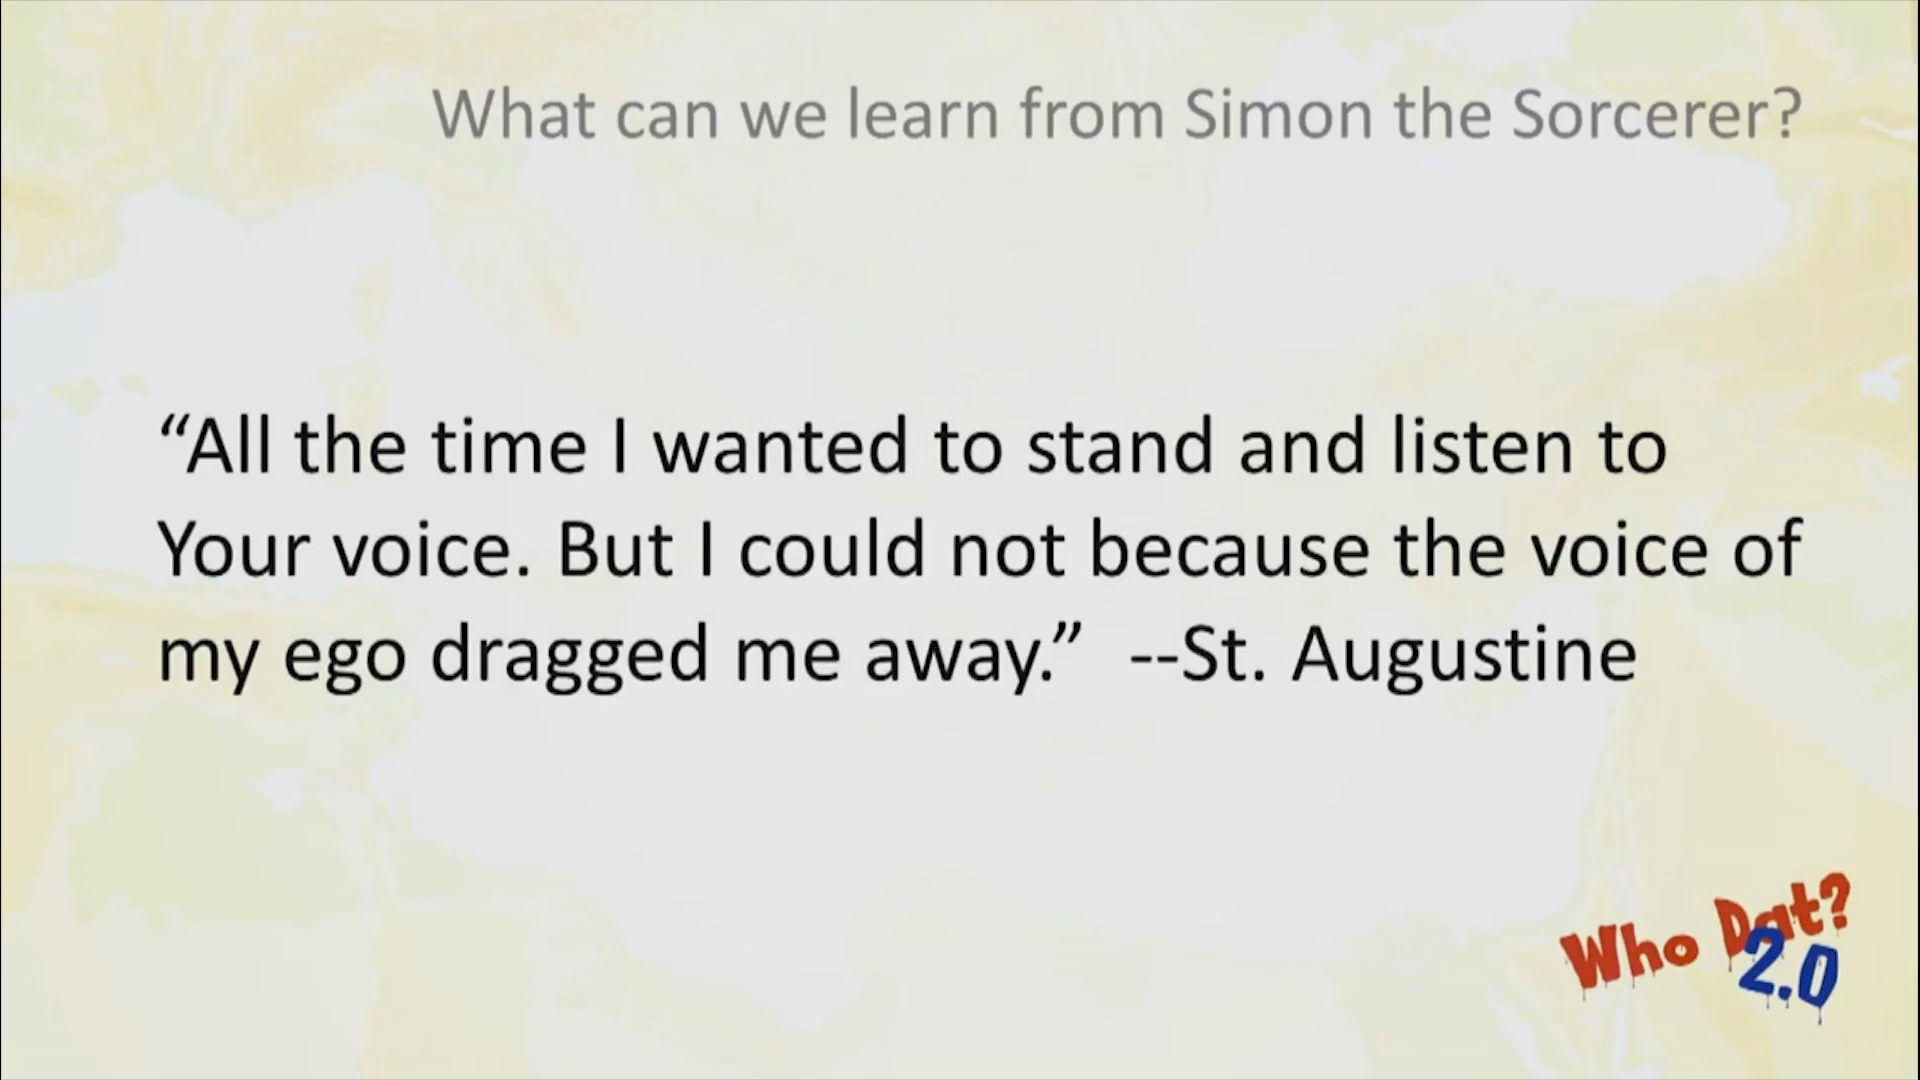 What can we learn from Simon the Sorcerer?
“All the time I wanted to stand and listen to
Your voice. But I could not because the voice of
my ego dragged me away.”  --St. Augustine
Who Dat?
2.0